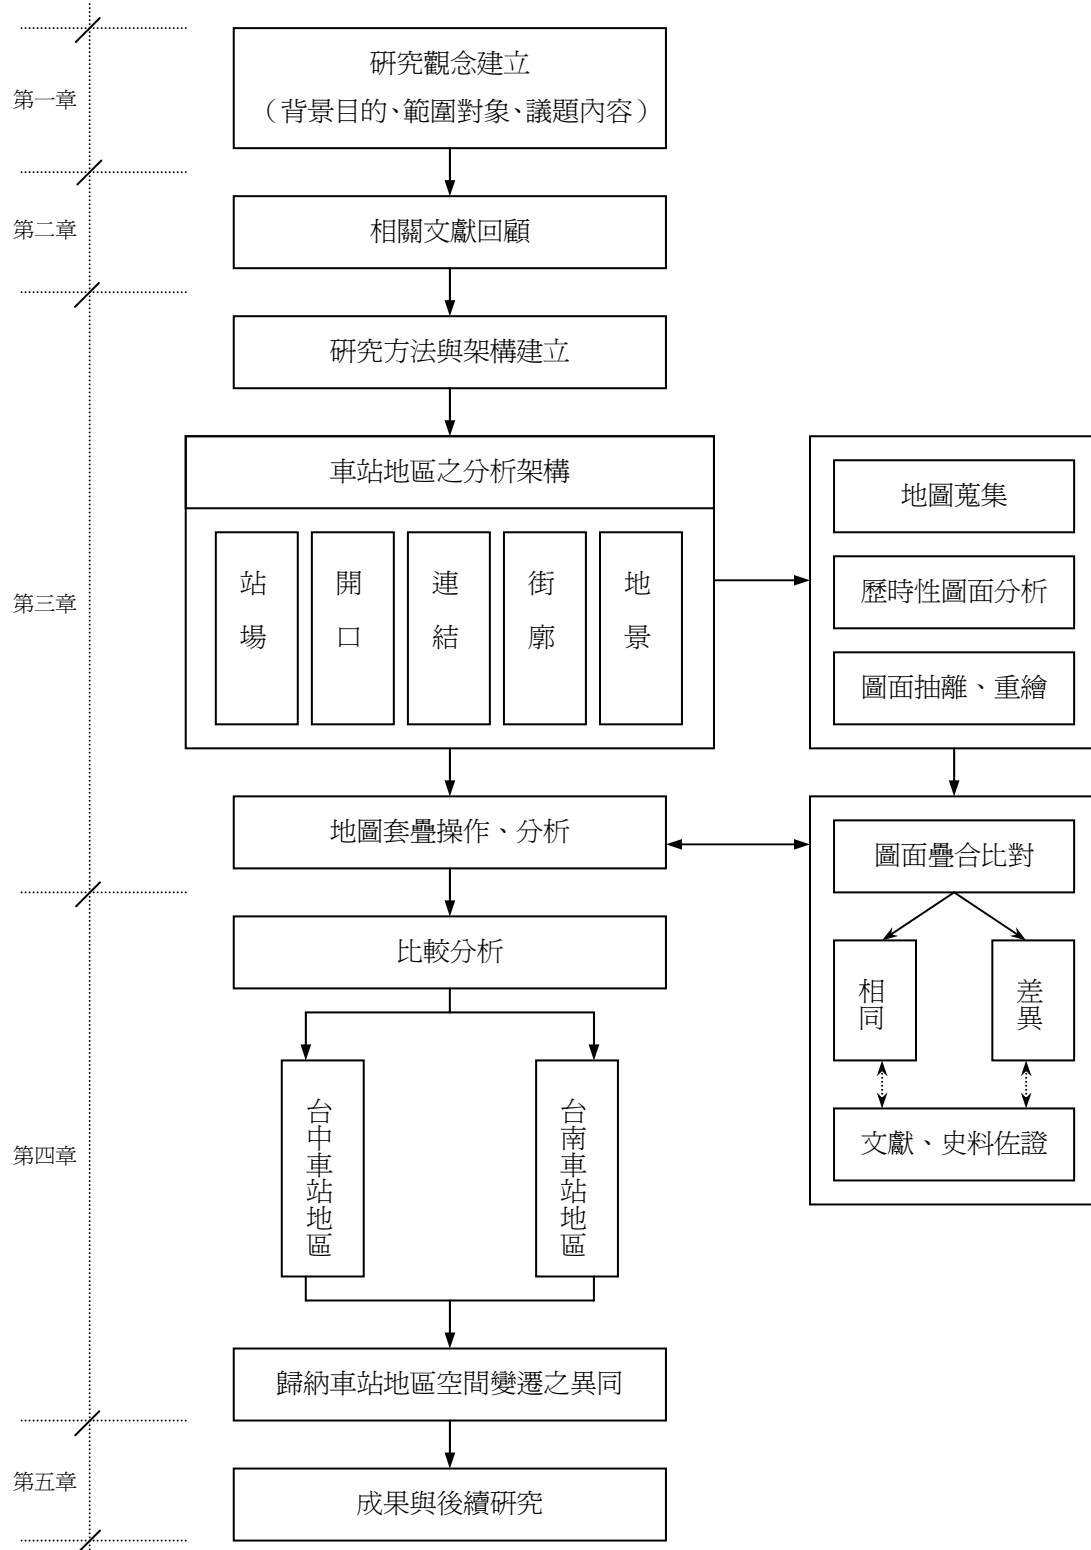 第一章
研究觀念建立
（背景目的、範圍對象、議題內容）
第二章
相關文獻回顧
第三章
研究方法與架構建立
車站地區之分析架構
站場
開口
連結
街廓
地景
地圖蒐集
歷時性圖面分析
圖面抽離、重繪
地圖套疊操作、分析
圖面疊合比對
相同
差異
文獻、史料佐證
第四章
比較分析
台中車站地區
台南車站地區
歸納車站地區空間變遷之異同
第五章
成果與後續研究